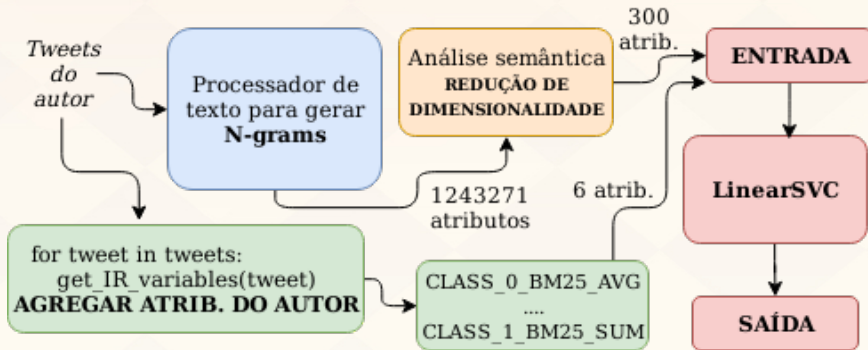 Tweets
do
autor
Processador de
texto para gerar
N-grams
Análise semântica
REDUÇÃO DE
DIMENSIONALIDADE
300
atrib.
ENTRADA
1243271
atributos
6 atrib.
LinearSVC
for tweet in tweets:
get_IR_variables(tweet)
AGREGAR ATRIB. DO AUTOR
CLASS_0_BM25_AVG
....
CLASS_1_BM25_SUM
SAÍDA